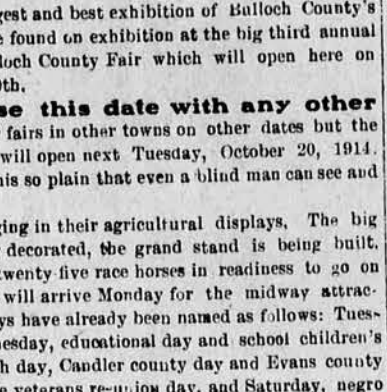 gest and best exhibition of Bulloch County's
e found on exhibition at the big third annual
loch County Fair which will open here on
0th.
se this date with any other
fairs in other towns on other dates but the
will open next Tuesday, October 20, 1914.
his so plain that even a blind man can see and
ging in their agricultural displays, The big
decorated, the grand stand is being built,
twenty five race horses in readiness to go on
will arrive Monday for the midway attrac-
ys have already been named as follows: Tues-
nesday, educational day and school children's
h day, Candler county day and Evans county
e veterans re-union day, and Saturday, negro